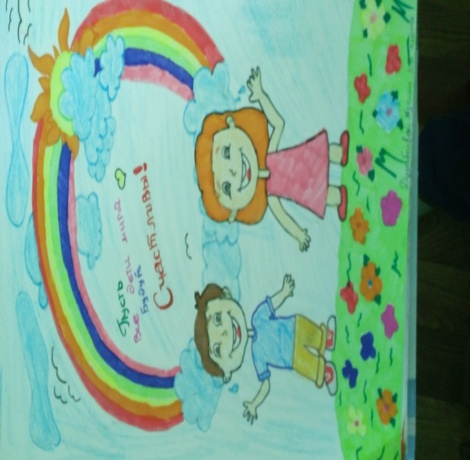 Пусть
все дети мира
будут
Счастливы!